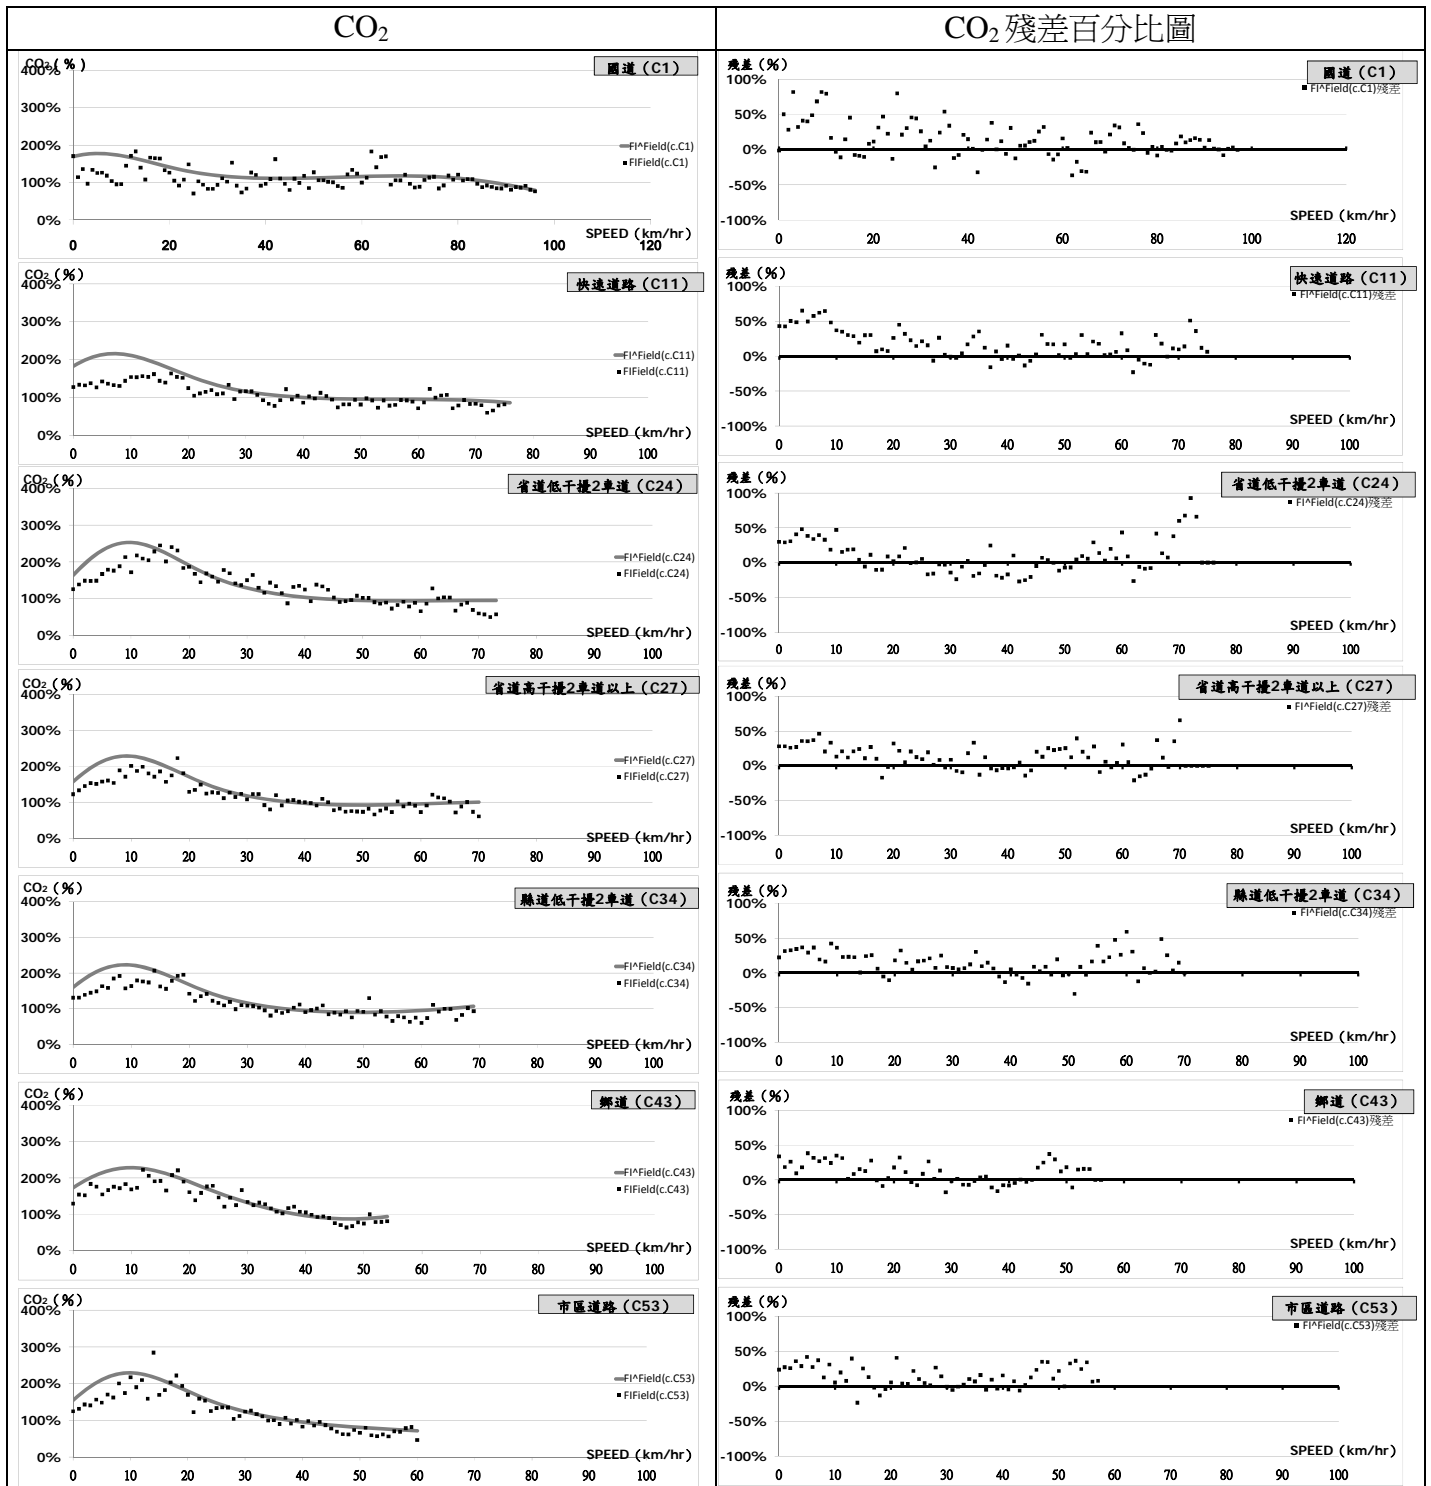 CO₂
CO₂ 殘差百分比圖
CO₂(%)
國道(C1)
400%
300%
200%
100%
0%
FI^Field(c.C1)
FIField(c.C1)
SPEED(km/hr)
0 20 40 60 80 100 120
殘差(%)
國道(C1)
FI^Field(c.C1)殘差
100%
50%
0%
-50%
-100%
SPEED(km/hr)
0 20 40 60 80 100 120
CO₂(%)
快速道路(C11)
400%
300%
200%
100%
0%
FI^Field(c.C11)
FIField(c.C11)
SPEED(km/hr)
0 10 20 30 40 50 60 70 80 90 100
殘差(%)
快速道路(C11)
FI^Field(c.C11)殘差
100%
50%
0%
-50%
-100%
SPEED(km/hr)
0 10 20 30 40 50 60 70 80 90 100
CO₂(%)
省道低干擾2車道(C24)
400%
300%
200%
100%
0%
FI^Field(c.C24)
FIField(c.C24)
SPEED(km/hr)
0 10 20 30 40 50 60 70 80 90 100
殘差(%)
省道低干擾2車道(C24)
FI^Field(c.C24)殘差
100%
50%
0%
-50%
-100%
SPEED(km/hr)
0 10 20 30 40 50 60 70 80 90 100
CO₂(%)
省道高干擾2車道以上(C27)
400%
300%
200%
100%
0%
FI^Field(c.C27)
FIField(c.C27)
SPEED(km/hr)
0 10 20 30 40 50 60 70 80 90 100
殘差(%)
省道高干擾2車道以上(C27)
FI^Field(c.C27)殘差
100%
50%
0%
-50%
-100%
SPEED(km/hr)
0 10 20 30 40 50 60 70 80 90 100
CO₂(%)
縣道低干擾2車道(C34)
400%
300%
200%
100%
0%
FI^Field(c.C34)
FIField(c.C34)
SPEED(km/hr)
0 10 20 30 40 50 60 70 80 90 100
殘差(%)
縣道低干擾2車道(C34)
FI^Field(c.C34)殘差
100%
50%
0%
-50%
-100%
SPEED(km/hr)
0 10 20 30 40 50 60 70 80 90 100
CO₂(%)
鄉道(C43)
400%
300%
200%
100%
0%
FI^Field(c.C43)
FIField(c.C43)
SPEED(km/hr)
0 10 20 30 40 50 60 70 80 90 100
殘差(%)
鄉道(C43)
FI^Field(c.C43)殘差
100%
50%
0%
-50%
-100%
SPEED(km/hr)
0 10 20 30 40 50 60 70 80 90 100
CO₂(%)
市區道路(C53)
400%
300%
200%
100%
0%
FI^Field(c.C53)
FIField(c.C53)
SPEED(km/hr)
0 10 20 30 40 50 60 70 80 90 100
殘差(%)
市區道路(C53)
FI^Field(c.C53)殘差
100%
50%
0%
-50%
-100%
SPEED(km/hr)
0 10 20 30 40 50 60 70 80 90 100